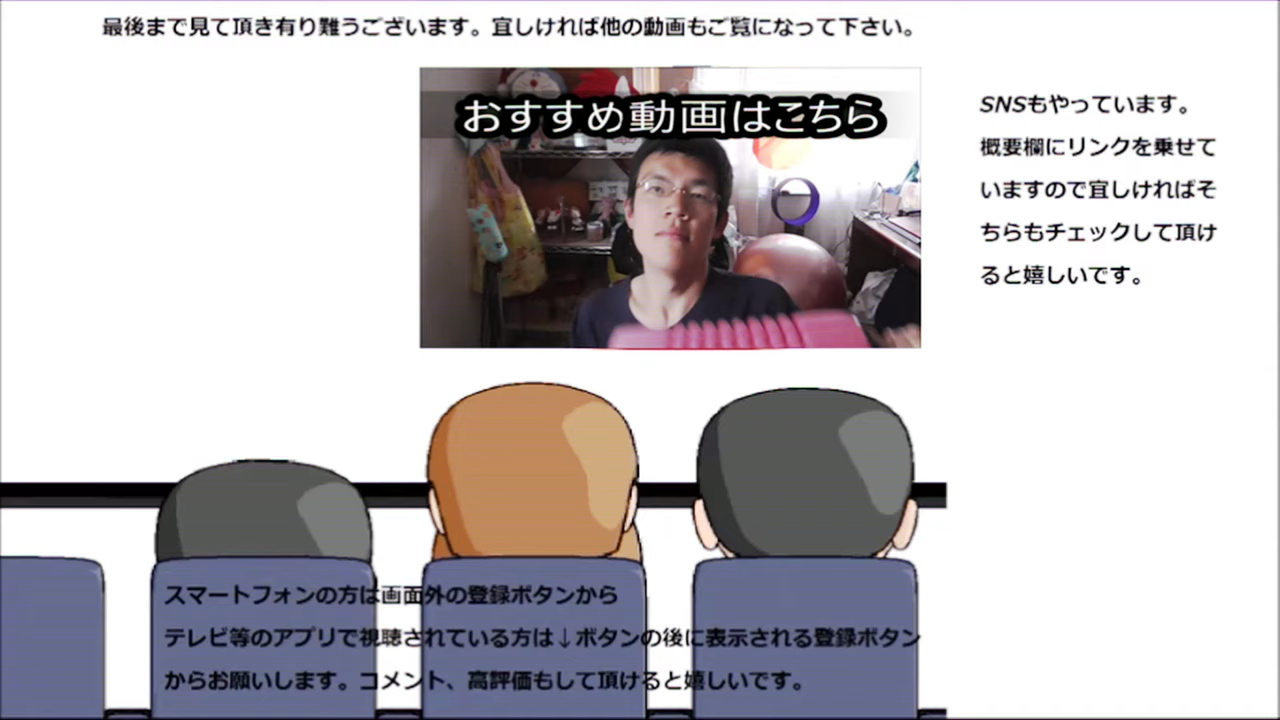 最後まで見て頂き有り難うございます。宜しければ他の動画もご覧になって下さい。
おすすめ動画はこちら
SNSもやっています。
概要欄にリンクを乗せて
いますので宜しければそ
ちらもチェックして頂け
ると嬉しいです。
スマートフォンの方は画面外の登録ボタンから
テレビ等のアプリで視聴されている方は↓ボタンの後に表示される登録ボタン
からお願いします。コメント、高評価もして頂けると嬉しいです。